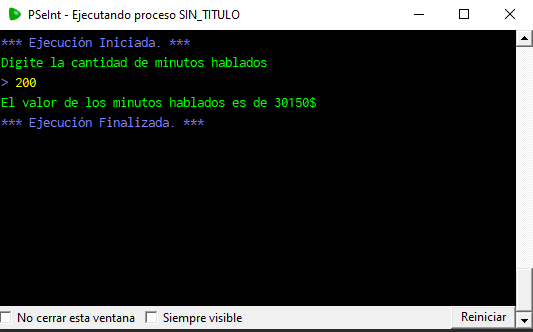 PSeInt - Ejecutando proceso SIN_TITULO
*** Ejecución Iniciada. ***
Digite la cantidad de minutos hablados
> 200
El valor de los minutos hablados es de 30150$
*** Ejecución Finalizada. ***
No cerrar esta ventana Siempre visible Reiniciar